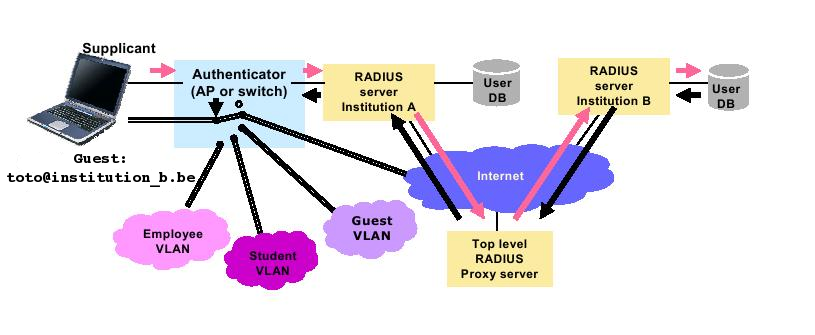 Supplicant
Authenticator
(AP or switch)
RADIUS
server
Institution A
User
DB
RADIUS
server
Institution B
User
DB
Guest:
toto@institution_b.be
Internet
Employee
VLAN
Student
VLAN
Guest
VLAN
Top level
RADIUS
Proxy server